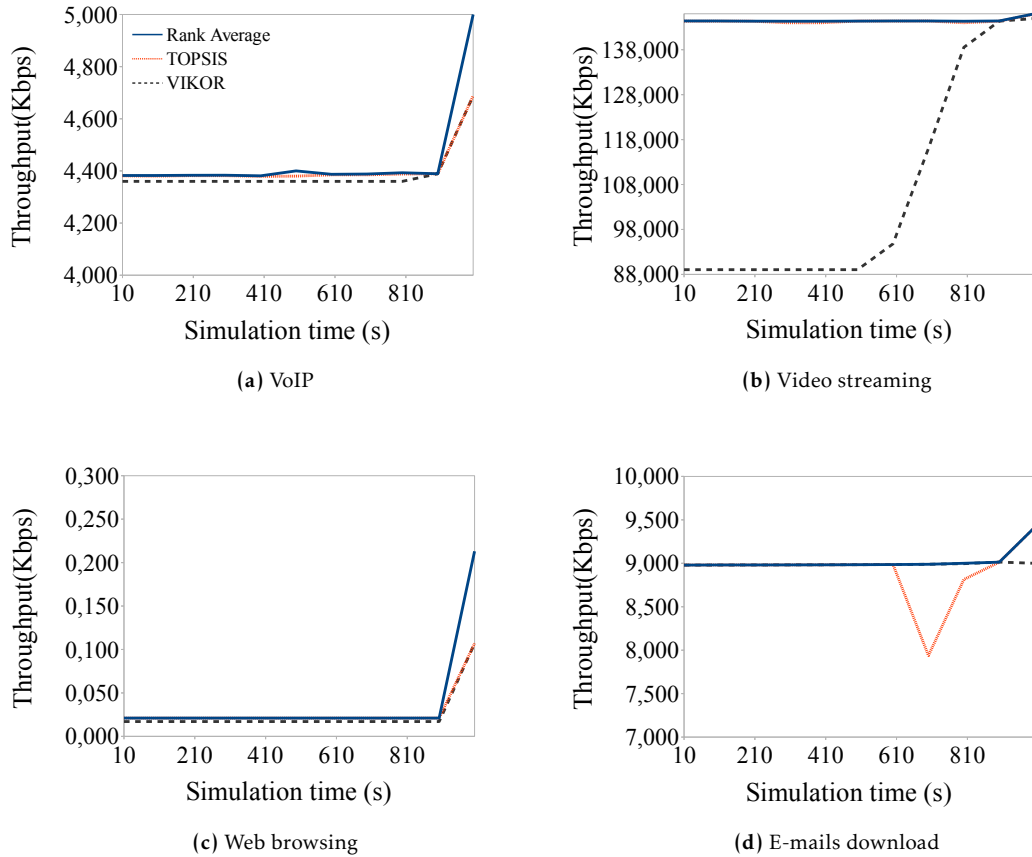 5,000
4,800
4,600
4,400
4,200
4,000
Throughput(Kbps)
Rank Average
TOPSIS
VIKOR
10 210 410 610 810
Simulation time (s)
(a) VoIP
138,000
128,000
118,000
108,000
98,000
88,000
Throughput(Kbps)
10 210 410 610 810
Simulation time (s)
(b) Video streaming
0,300
0,250
0,200
0,150
0,100
0,050
0,000
Throughput(Kbps)
10 210 410 610 810
Simulation time (s)
(c) Web browsing
10,000
9,500
9,000
8,500
8,000
7,500
7,000
Throughput(Kbps)
10 210 410 610 810
Simulation time (s)
(d) E-mails download